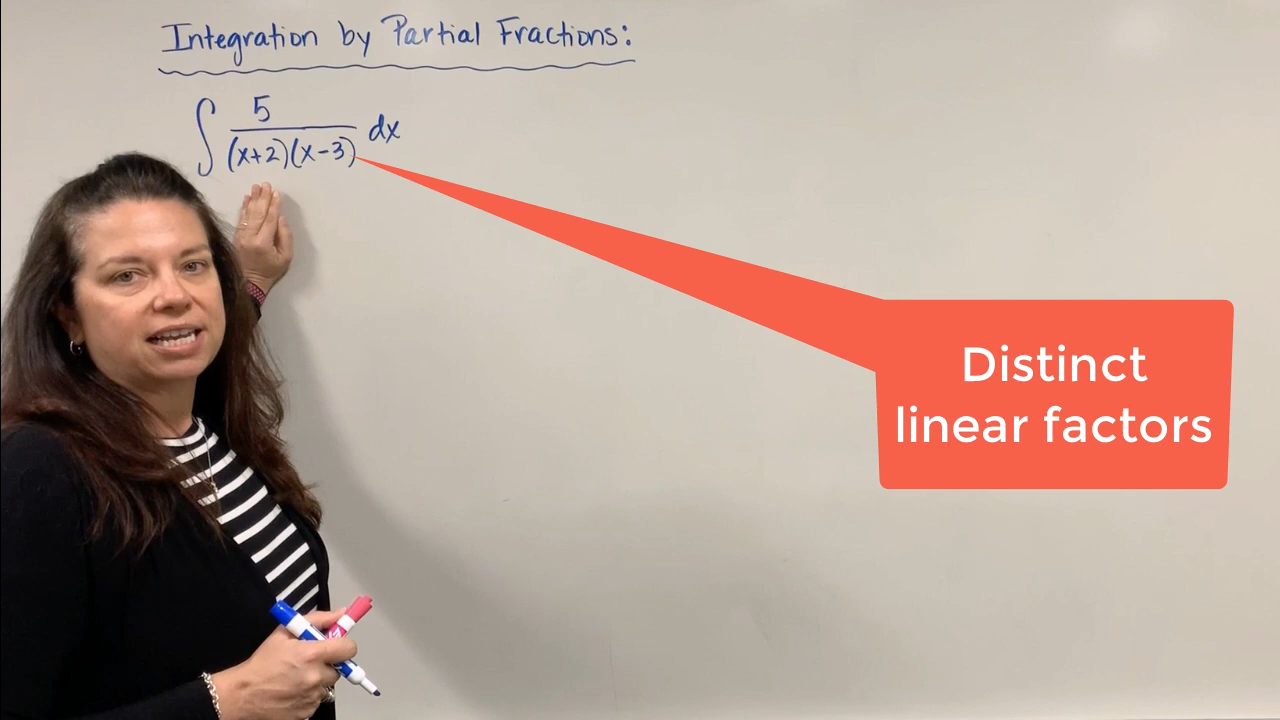 Integration by Partial Fractions:
∫ 5/((x+2)(x-3)) dx
Distinct
linear factors